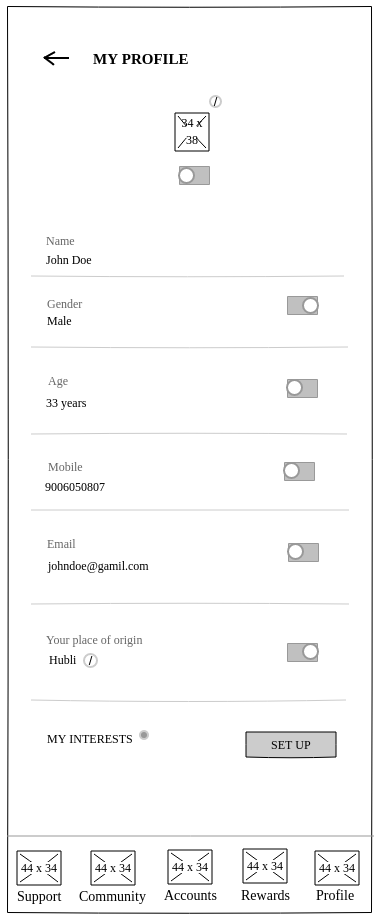 MY PROFILE
34 x
38
Name
John Doe
Gender
Male
Age
33 years
Mobile
9006050807
Email
johndoe@gamil.com
Your place of origin
Hubli
MY INTERESTS
SET UP
44 x 34 44 x 34 44 x 34 44 x 34 44 x 34
Support Community Accounts Rewards Profile